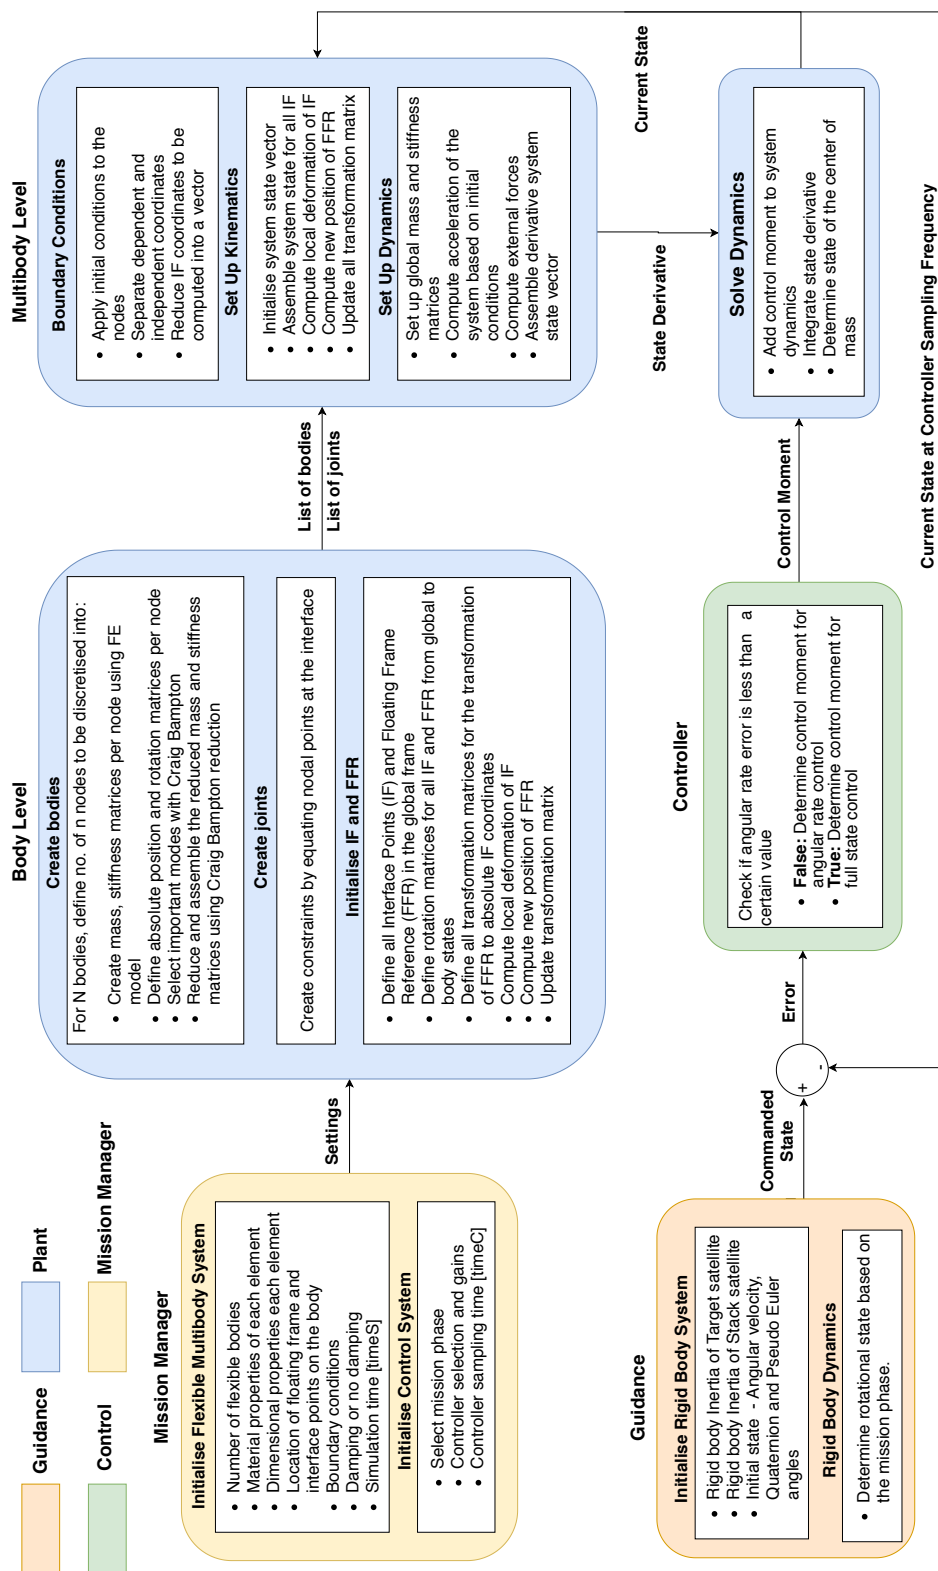 Guidance
Plant
Control
Mission Manager
Mission Manager
Initialise Flexible Multibody System
• Number of flexible bodies
• Material properties of each element
• Dimensional properties each element
• Location of floating frame and
interface points on the body
• Boundary conditions
• Damping or no damping
• Simulation time [timeS]
Initialise Control System
• Select mission phase
• Controller selection and gains
• Controller sampling time [timeC]
Settings
Body Level
Create bodies
For N bodies, define no. of n nodes to be discretised into:
• Create mass, stiffness matrices per node using FE
model
• Define absolute position and rotation matrices per node
• Select important modes with Craig Bampton
• Reduce and assemble the reduced mass and stiffness
matrices using Craig Bampton reduction
Create joints
Create constraints by equating nodal points at the interface
Initialise IF and FFR
• Define all Interface Points (IF) and Floating Frame
Reference (FFR) in the global frame
• Define rotation matrices for all IF and FFR from global to
body states
• Define all transformation matrices for the transformation
of FFR to absolute IF coordinates
• Compute local deformation of IF
• Compute new position of FFR
• Update transformation matrix
List of bodies
List of joints
Multibody Level
Boundary Conditions
• Apply initial conditions to the
nodes
• Separate dependent and
independent coordinates
• Reduce IF coordinates to be
computed into a vector
Set Up Kinematics
• Initialise system state vector
• Assemble system state for all IF
• Compute local deformation of IF
• Compute new position of FFR
• Update all transformation matrix
Set Up Dynamics
• Set up global mass and stiffness
matrices
• Compute acceleration of the
system based on initial
conditions
• Compute external forces
• Assemble derivative system
state vector
State Derivative
Current State
Guidance
Initialise Rigid Body System
• Rigid body Inertia of Target satellite
• Rigid body Inertia of Stack satellite
• Initial state - Angular velocity,
Quaternion and Pseudo Euler
angles
Rigid Body Dynamics
• Determine rotational state based on
the mission phase.
Commanded
State
+
-
Error
Controller
Check if angular rate error is less than a
certain value
• False: Determine control moment for
angular rate control
• True: Determine control moment for
full state control
Control Moment
Solve Dynamics
• Add control moment to system
dynamics
• Integrate state derivative
• Determine state of the center of
mass
Current State at Controller Sampling Frequency